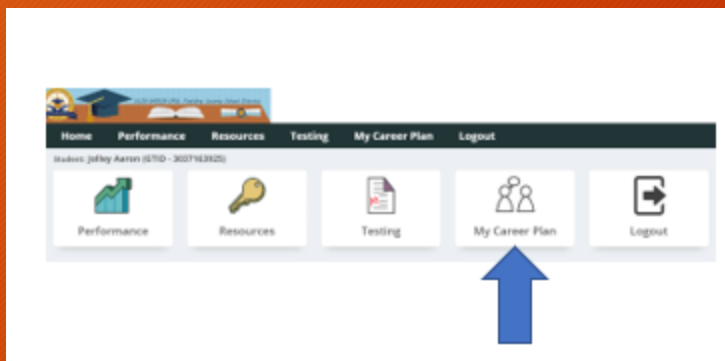 Home Performance Resources Testing My Career Plan Logout
Student: Jolley Aaron (GTID -
Performance Resources Testing My Career Plan Logout